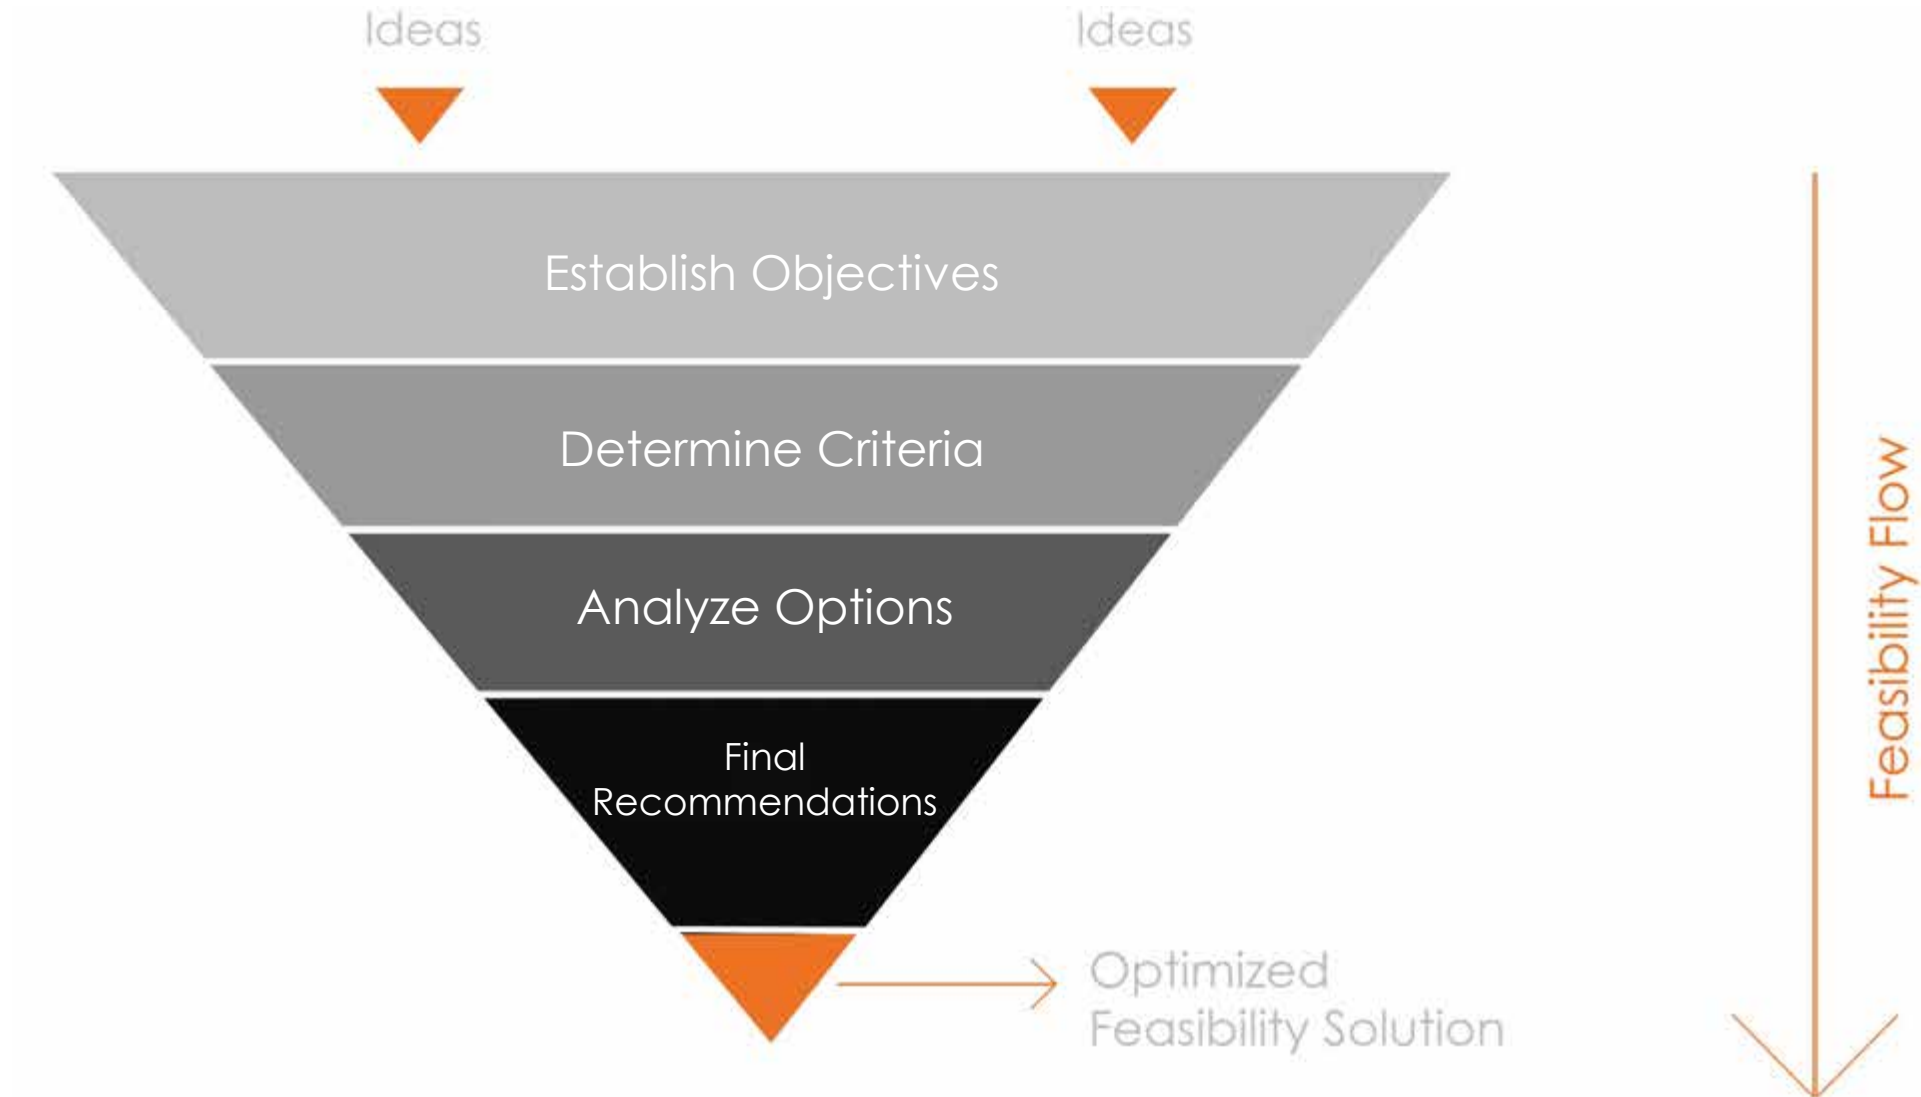 Ideas
Ideas
Establish Objectives
Determine Criteria
Analyze Options
Final
Recommendations
Optimized
Feasibility Solution
Feasibility Flow